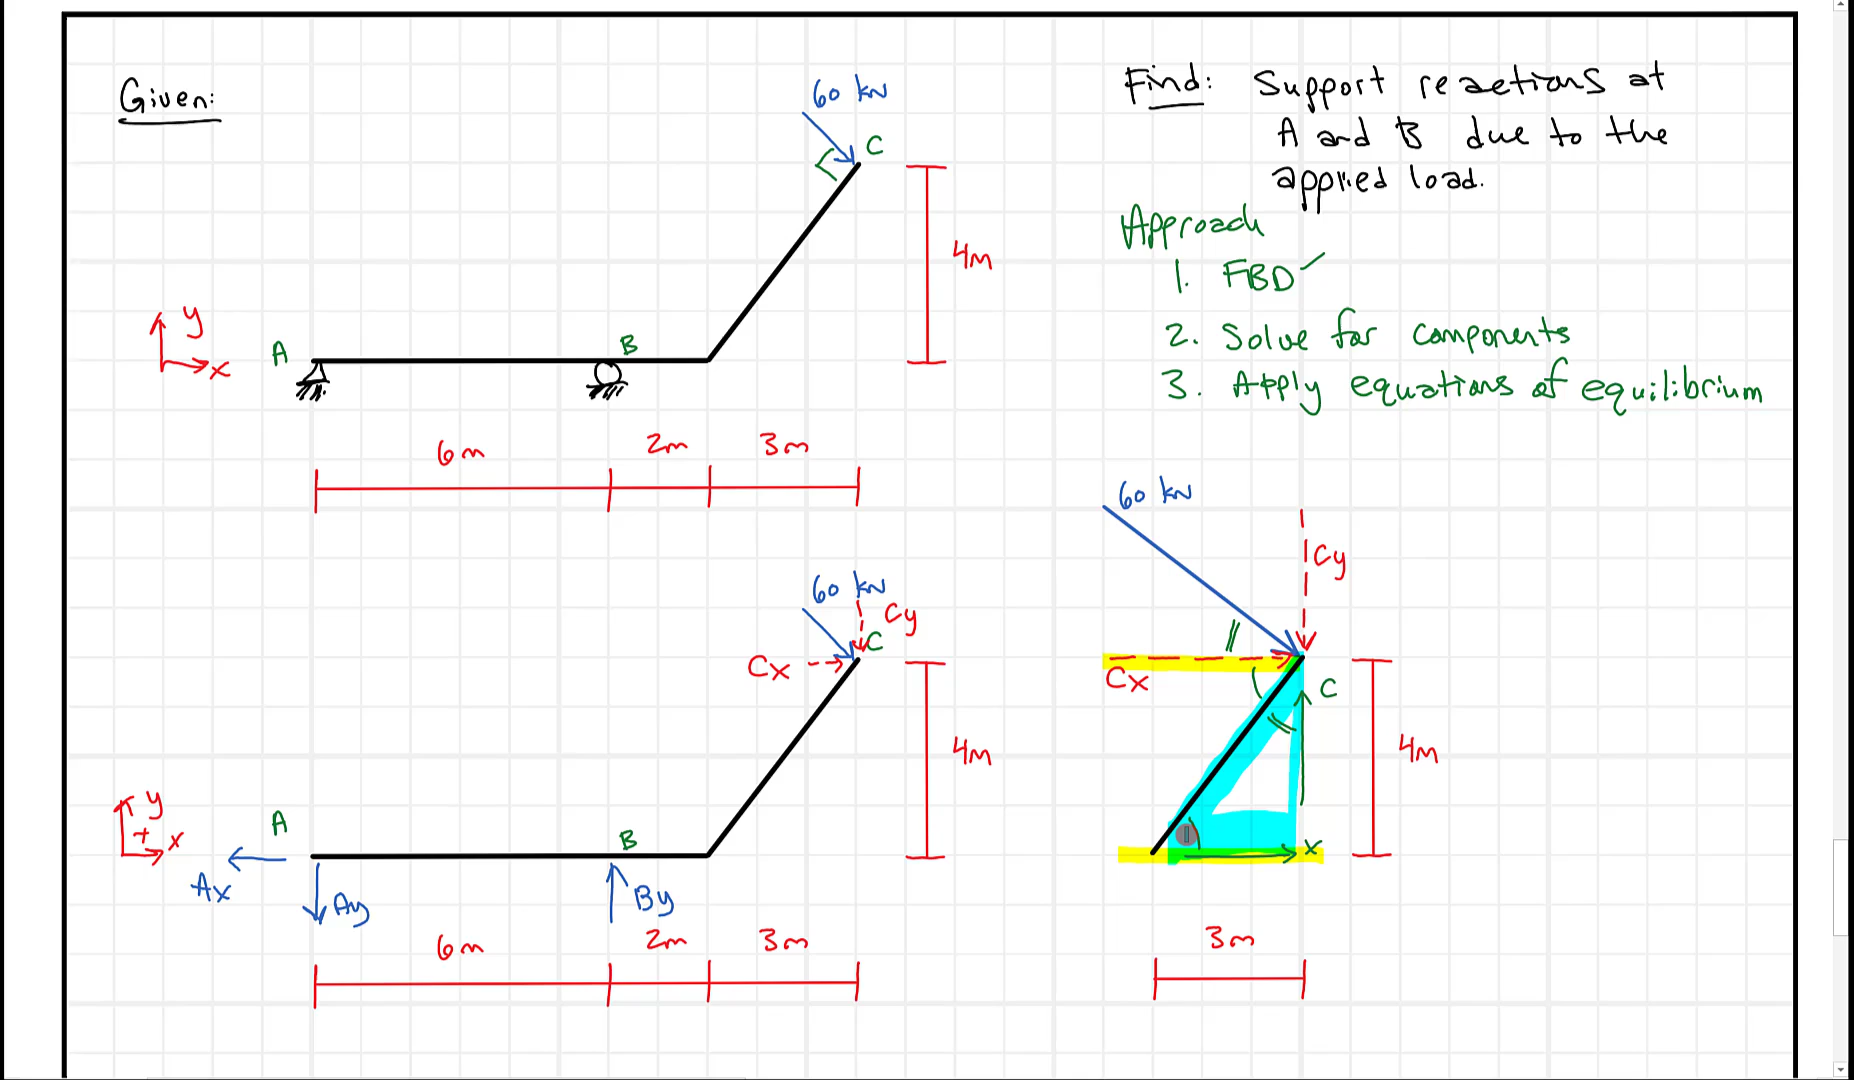 Given:
60 kN
C
4m
y
x
A
B
6m
2m
3m
Find: Support reactions at
A and B due to the
applied load.
Approach
1. FBD ✓
2. Solve for components
3. Apply equations of equilibrium
60 kN
Cy
C
Cx
4m
y
+ x
A
Ax
Ay
B
By
6m
2m
3m
60 kN
Cy
Cx
C
4m
x
3m